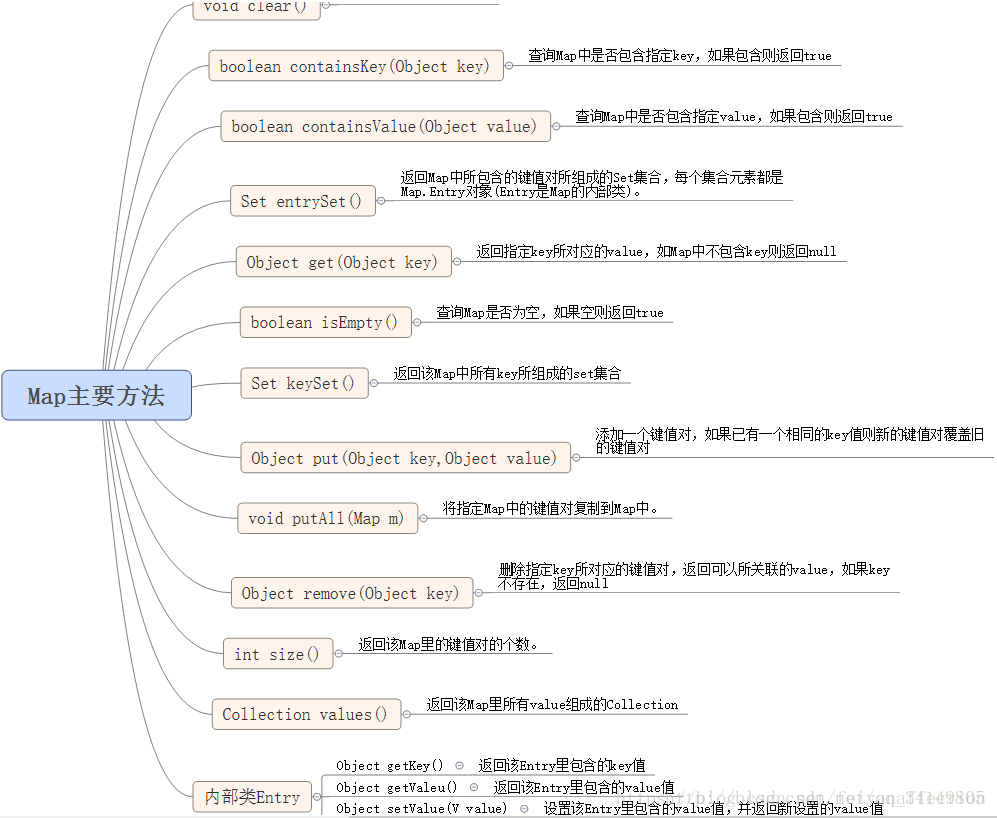 void clear()
boolean containsKey(Object key)
查询Map中是否包含指定key，如果包含则返回true
boolean containsValue(Object value)
查询Map中是否包含指定value，如果包含则返回true
Set entrySet()
返回Map中所包含的键值对所组成的Set集合，每个集合元素都是
Map.Entry对象(Entry是Map的内部类)。
Object get(Object key)
返回指定key所对应的value，如Map中不包含key则返回null
boolean isEmpty()
查询Map是否为空，如果空则返回true
Set keySet()
返回该Map中所有key所组成的set集合
Map主要方法
Object put(Object key,Object value)
添加一个键值对，如果已有一个相同的key值则新的键值对覆盖旧
的键值对
void putAll(Map m)
将指定Map中的键值对复制到Map中。
Object remove(Object key)
删除指定key所对应的键值对，返回可以所关联的value，如果key
不存在，返回null
int size()
返回该Map里的键值对的个数。
Collection values()
返回该Map里所有value组成的Collection
内部类Entry
Object getKey()
返回该Entry里包含的key值
Object getValeu()
返回该Entry里包含的value值
Object setValue(V value)
设置该Entry里包含的value值，并返回新设置的value值